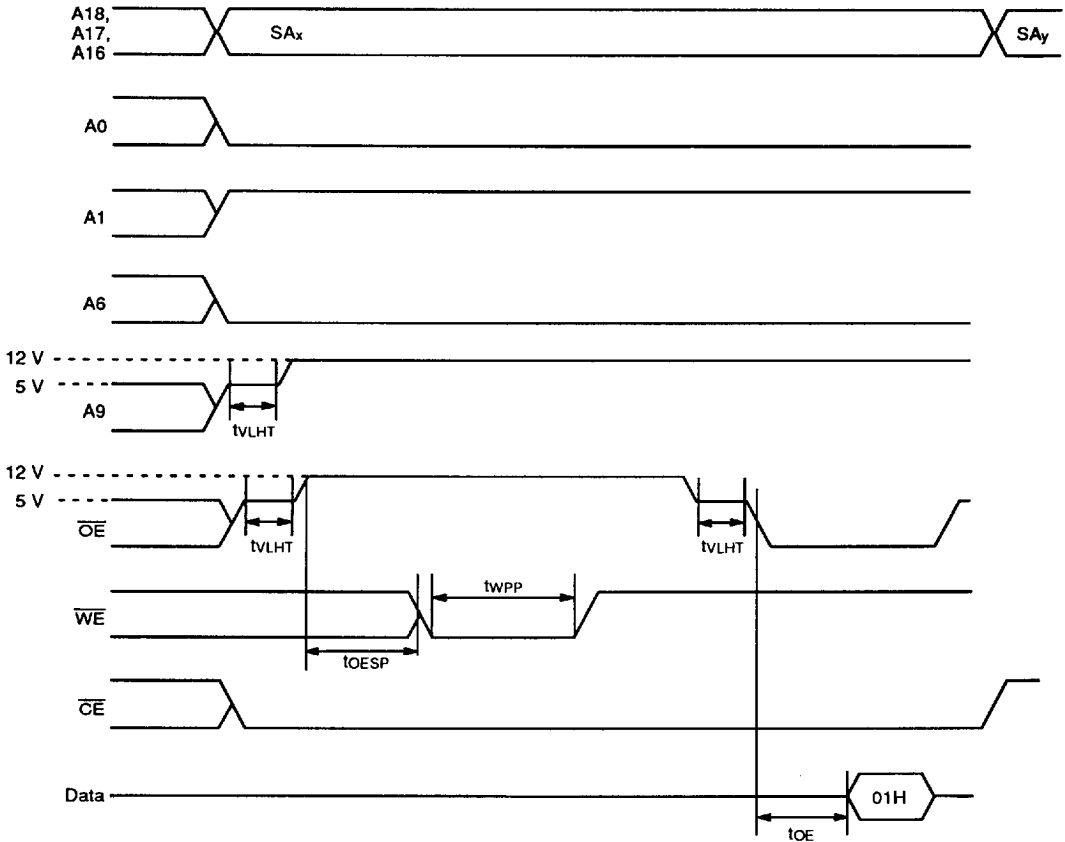 A18,
A17,
A16
SAx
SAy
A0
A1
A6
12 V
5 V
A9
tVLHT
12 V
5 V
OE
tVLHT
tVLHT
WE
tWPP
tOESP
CE
Data
01H
tOE